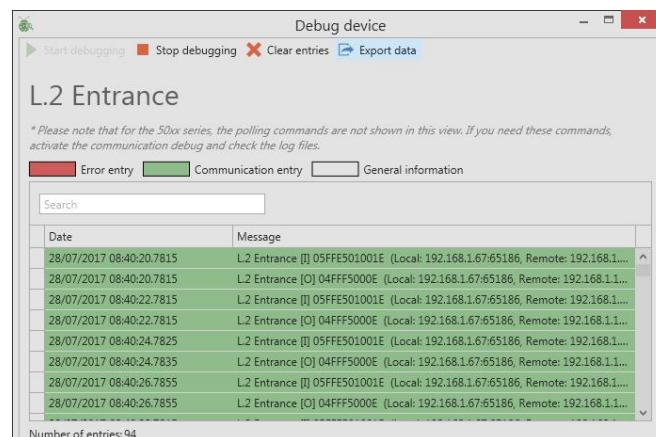 Debug device
Start debugging Stop debugging Clear entries Export data
L.2 Entrance
* Please note that for the 50xx series, the polling commands are not shown in this view. If you need these commands,
activate the communication debug and check the log files.
Error entry Communication entry General information
Search
Date Message
28/07/2017 08:40:20.7815 L.2 Entrance [I] 05FFE501001E (Local: 192.168.1.67:65186, Remote: 192.168.1....
28/07/2017 08:40:20.7815 L.2 Entrance [O] 04FFF5000E (Local: 192.168.1.67:65186, Remote: 192.168.1.1...
28/07/2017 08:40:22.7815 L.2 Entrance [I] 05FFE501001E (Local: 192.168.1.67:65186, Remote: 192.168.1....
28/07/2017 08:40:22.7815 L.2 Entrance [O] 04FFF5000E (Local: 192.168.1.67:65186, Remote: 192.168.1.1...
28/07/2017 08:40:24.7825 L.2 Entrance [I] 05FFE501001E (Local: 192.168.1.67:65186, Remote: 192.168.1....
28/07/2017 08:40:24.7835 L.2 Entrance [O] 04FFF5000E (Local: 192.168.1.67:65186, Remote: 192.168.1.1...
28/07/2017 08:40:26.7855 L.2 Entrance [I] 05FFE501001E (Local: 192.168.1.67:65186, Remote: 192.168.1....
28/07/2017 08:40:26.7855 L.2 Entrance [O] 04FFF5000E (Local: 192.168.1.67:65186, Remote: 192.168.1.1...
Number of entries: 94